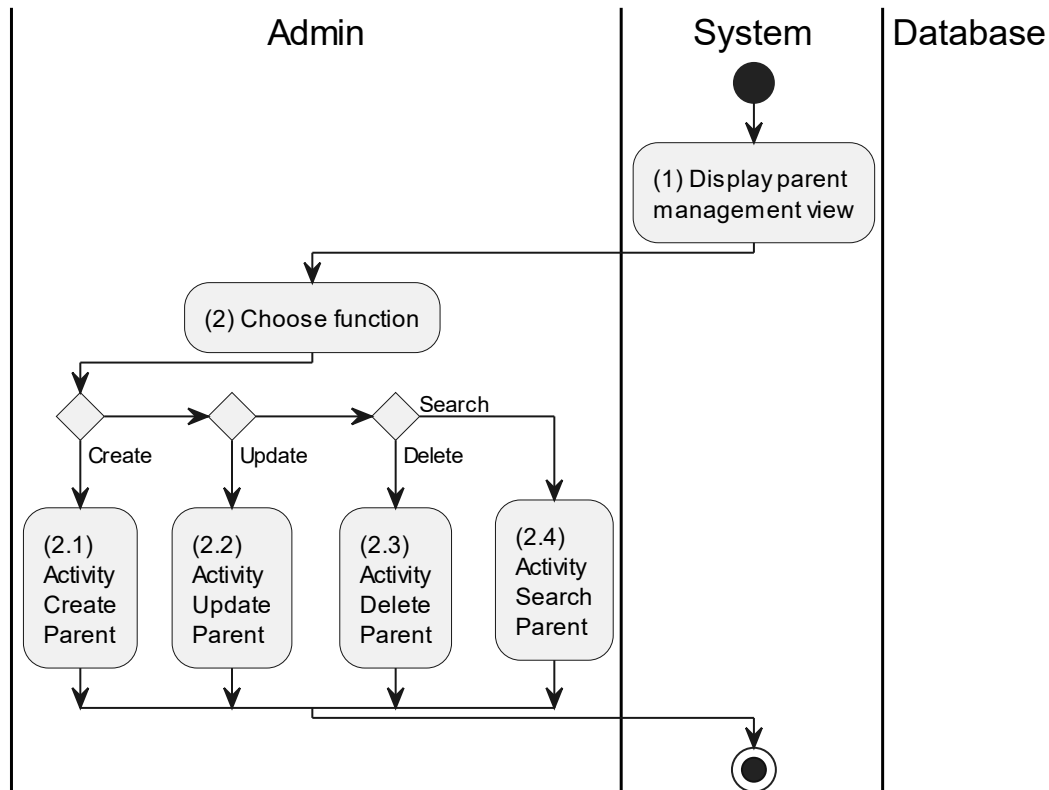 Admin
System
Database
(1) Display parent
management view
(2) Choose function
Search
Create
Update
Delete
(2.1)
Activity
Create
Parent
(2.2)
Activity
Update
Parent
(2.3)
Activity
Delete
Parent
(2.4)
Activity
Search
Parent